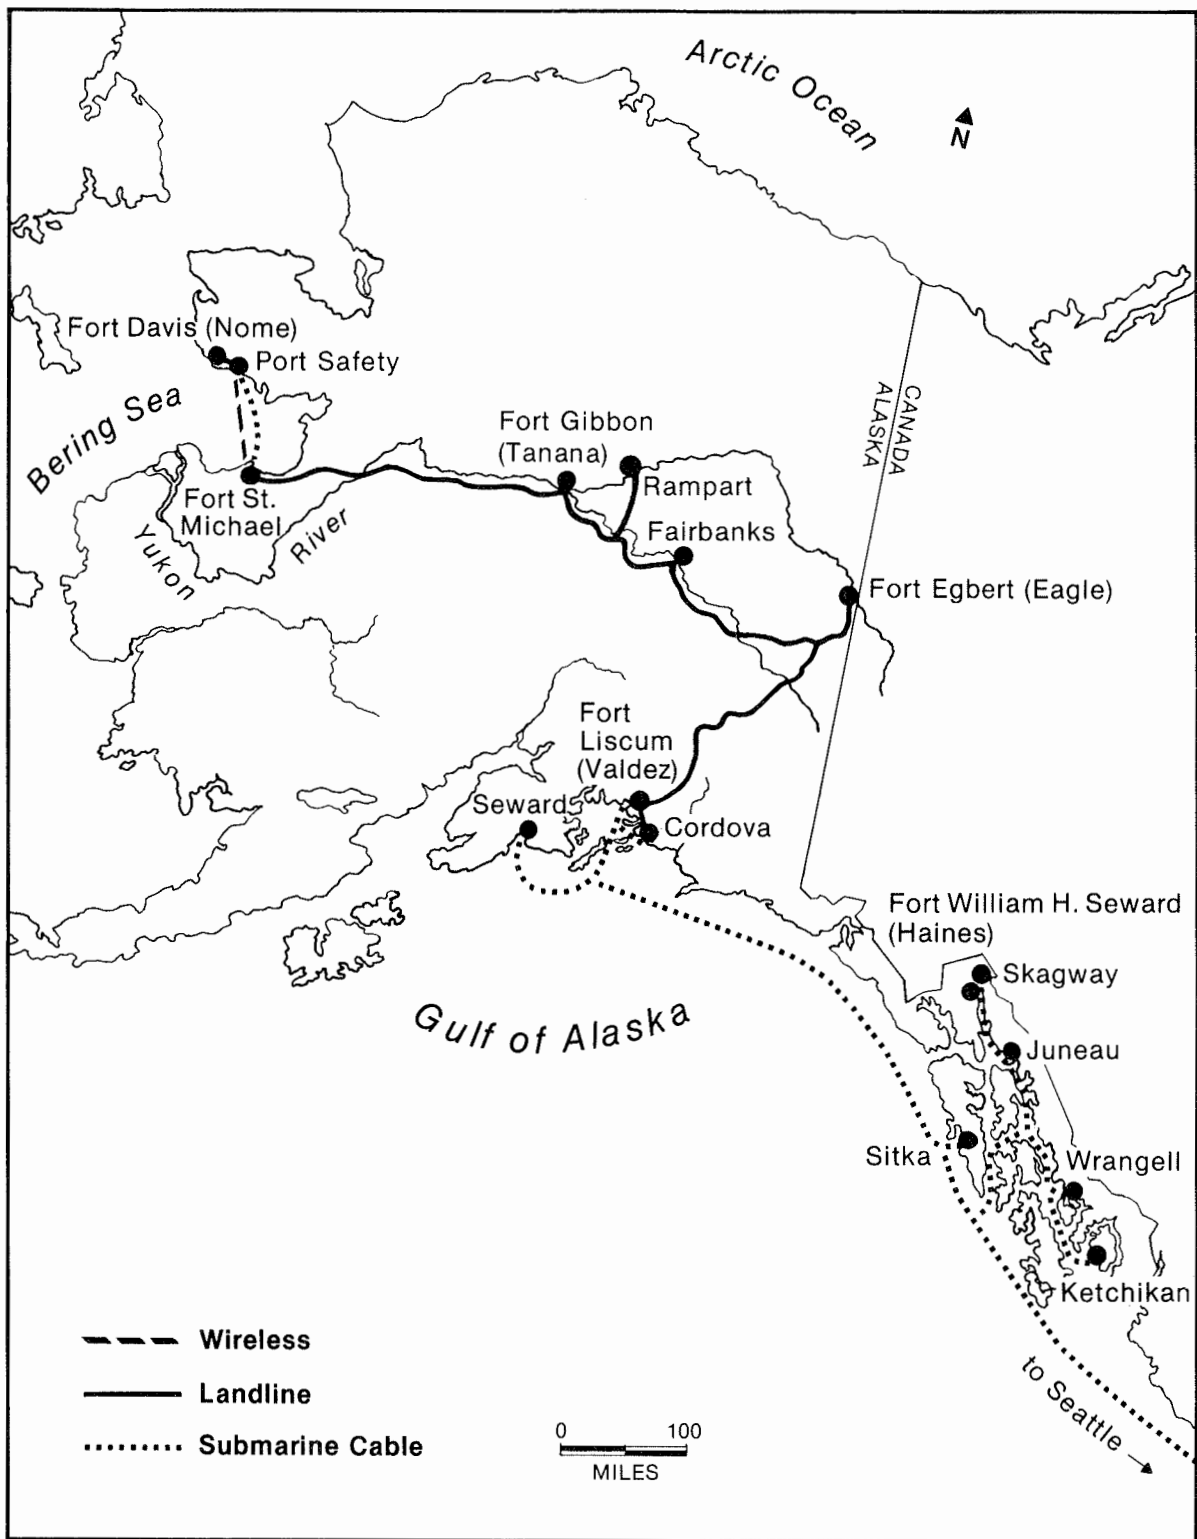 Arctic Ocean
N
Fort Davis (Nome)
Port Safety
Bering Sea
CANADA
ALASKA
Fort Gibbon
(Tanana)
Rampart
Fort St.
Michael
Yukon
River
Fairbanks
Fort Egbert (Eagle)
Fort
Liscum
(Valdez)
Seward
Cordova
Fort William H. Seward
(Haines)
Skagway
Gulf of Alaska
Juneau
Sitka
Wrangell
Ketchikan
to Seattle
Wireless
Landline
Submarine Cable
0 100
MILES